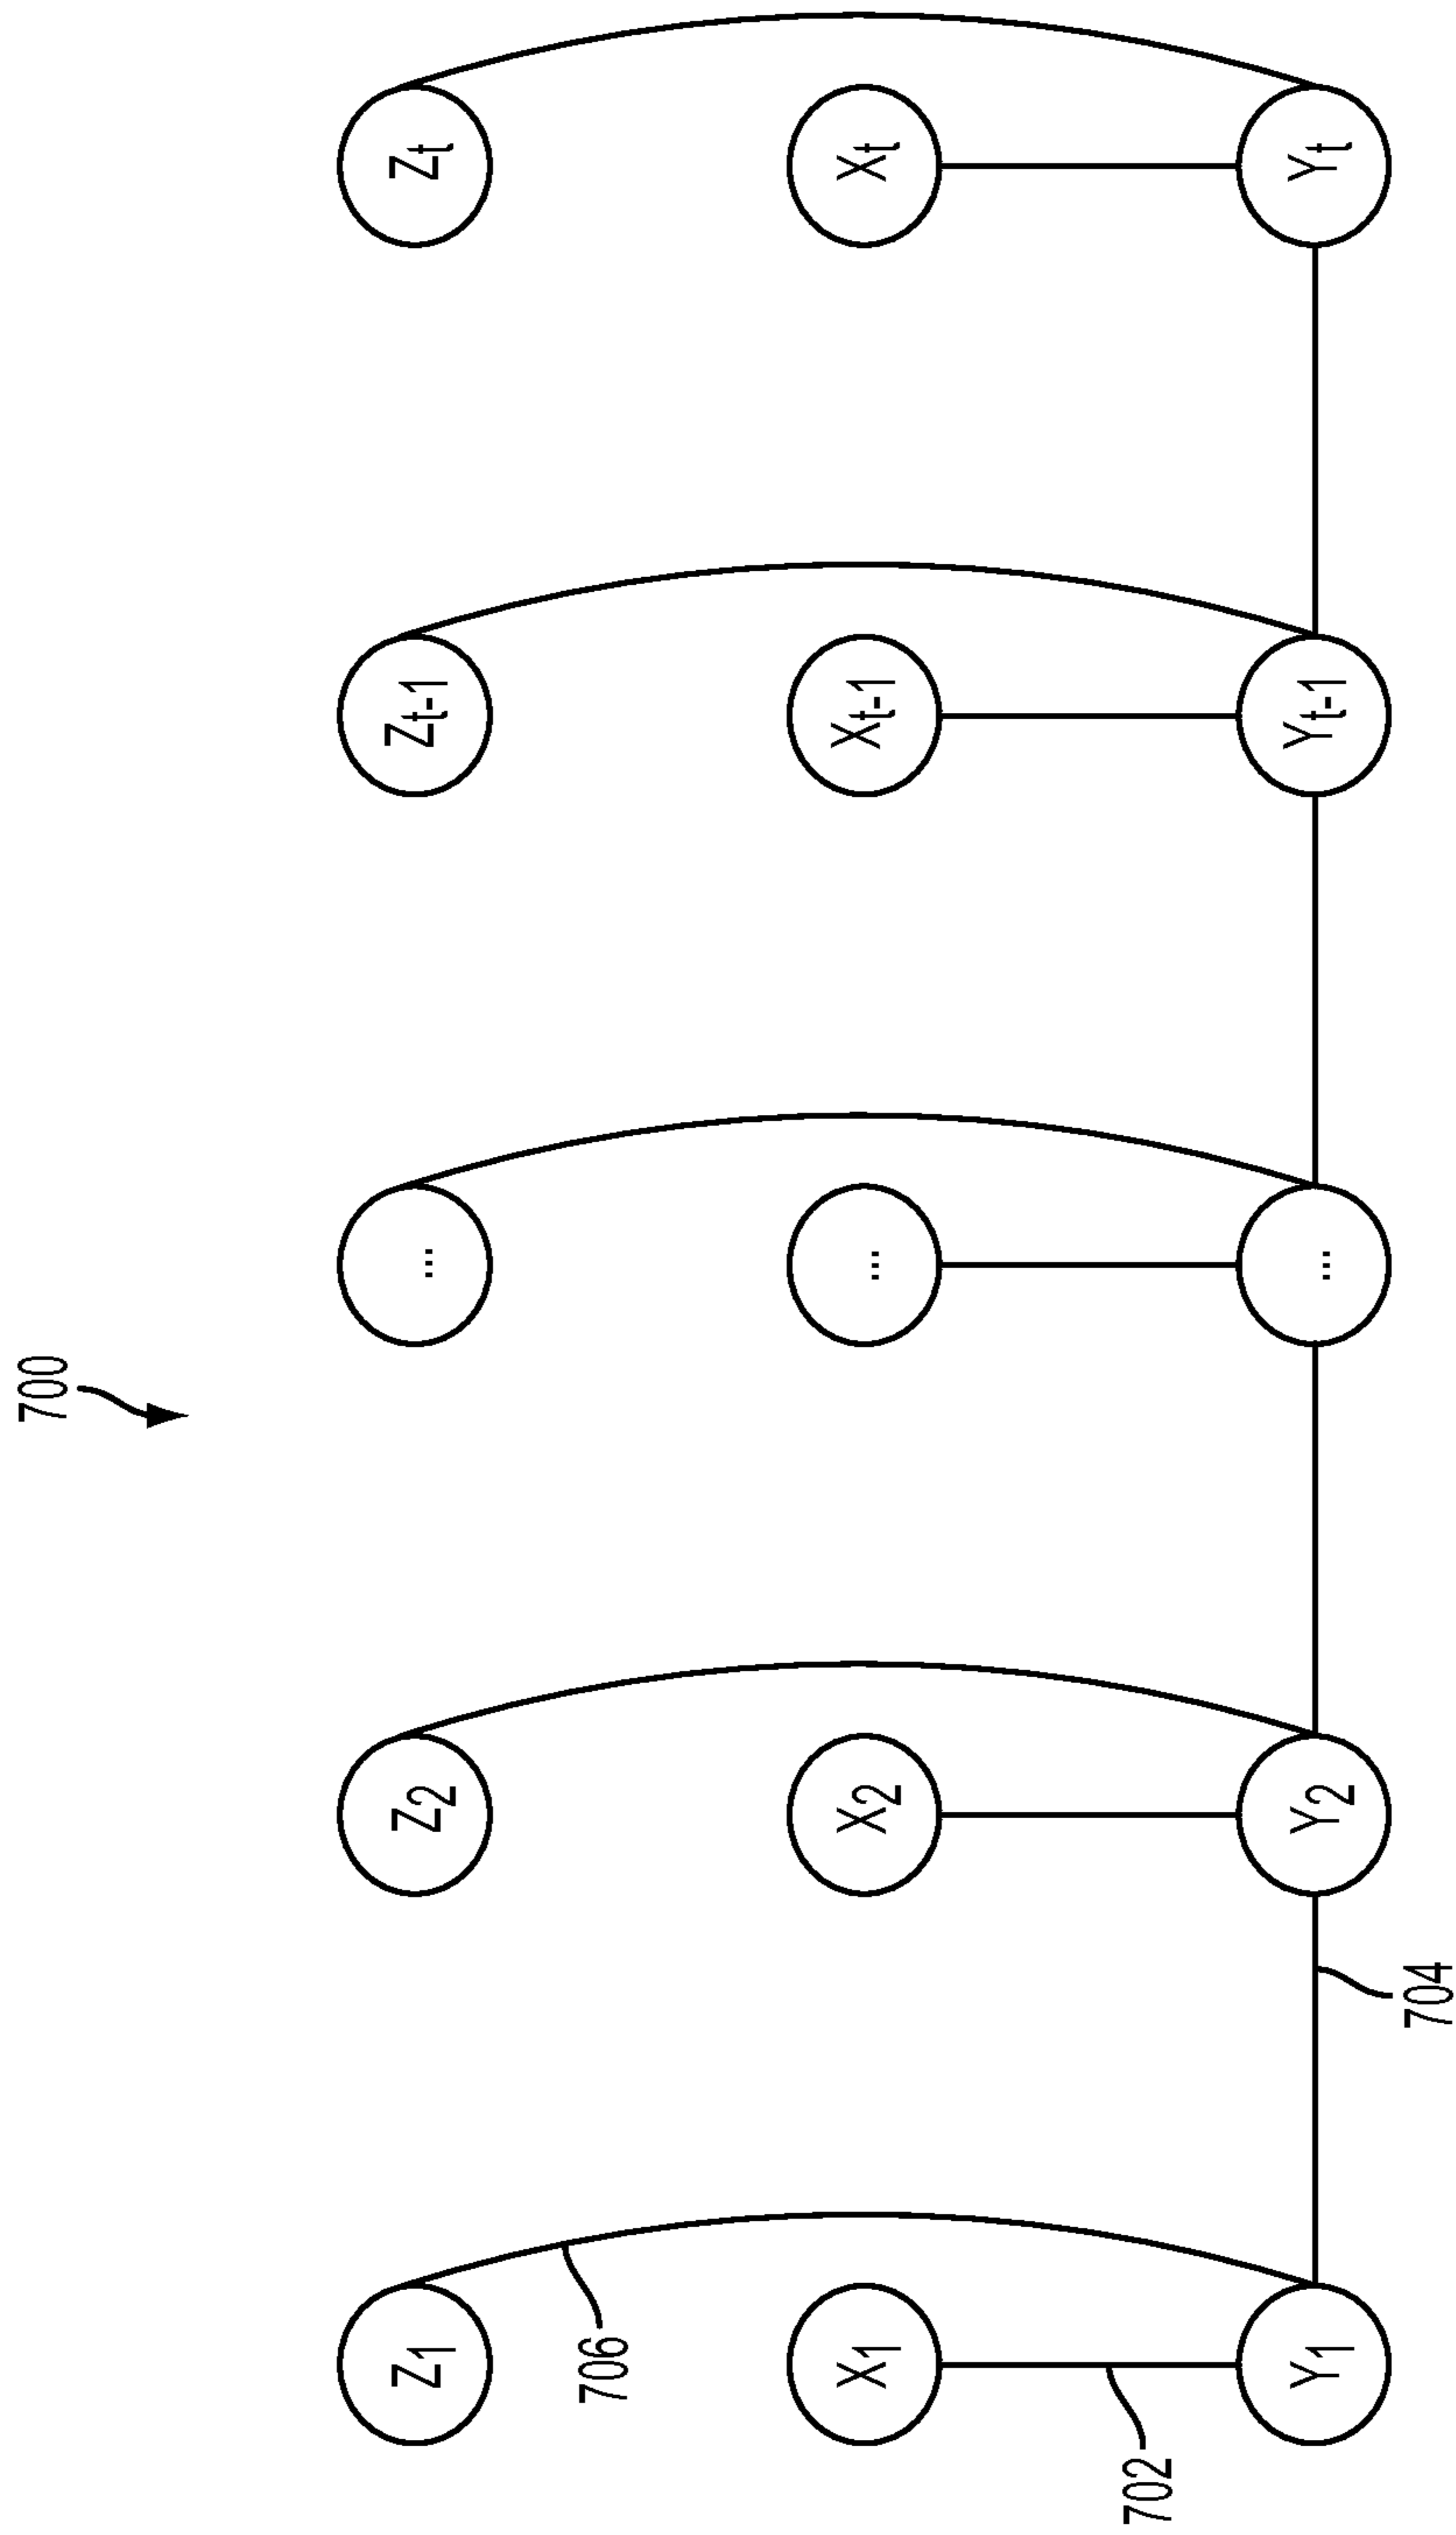 700
Z1 Z2 ... Zt-1 Zt
706
X1 X2 ... Xt-1 Xt
702
Y1 Y2 ... Yt-1 Yt
704